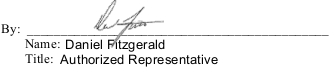 By:
Name: Daniel Fitzgerald
Title: Authorized Representative